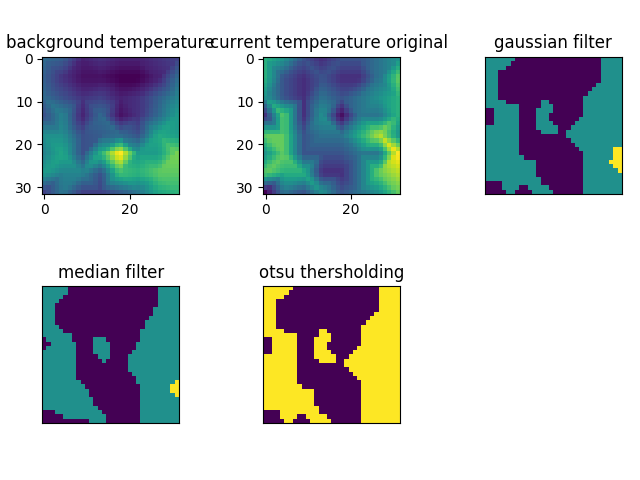 background temperature
current temperature original
gaussian filter
0
10
20
30
0
20
0
10
20
30
0
20
median filter
otsu thersholding